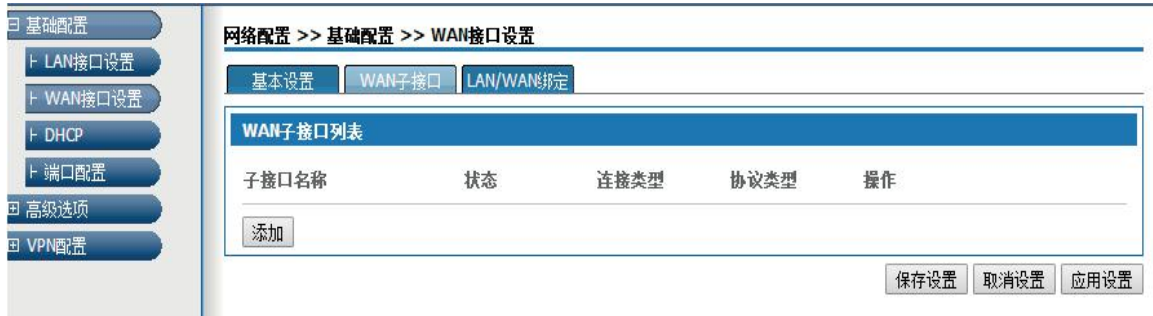 基础配置
LAN接口设置
WAN接口设置
DHCP
端口配置
高级选项
VPN配置
网络配置 >> 基础配置 >> WAN接口设置
基本设置 WAN子接口 LAN/WAN绑定
WAN子接口列表
子接口名称 状态 连接类型 协议类型 操作
添加
保存设置 取消设置 应用设置